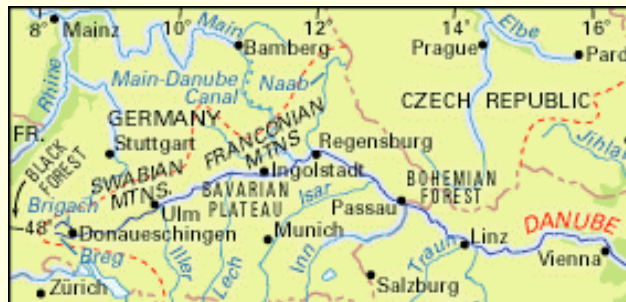 8°
10°
12°
14°
16°
Mainz
Main
Bamberg
Prague
Elbe
Pard
Rhine
Main-Danube
Canal
Naab
CZECH REPUBLIC
GERMANY
FR.
Stuttgart
FRANCONIAN
MTNS
Regensburg
Jihla
BLACK
FOREST
SWABIAN
MTNS.
Ingolstadt
BAVARIAN
PLATEAU
Isar
BOHEMIAN
FOREST
Brigach
Ulm
Passau
48°
Donaueschingen
Munich
DANUBE
Breg
Iller
Lech
Inn
Traun
Linz
Vienna
Zürich
Salzburg